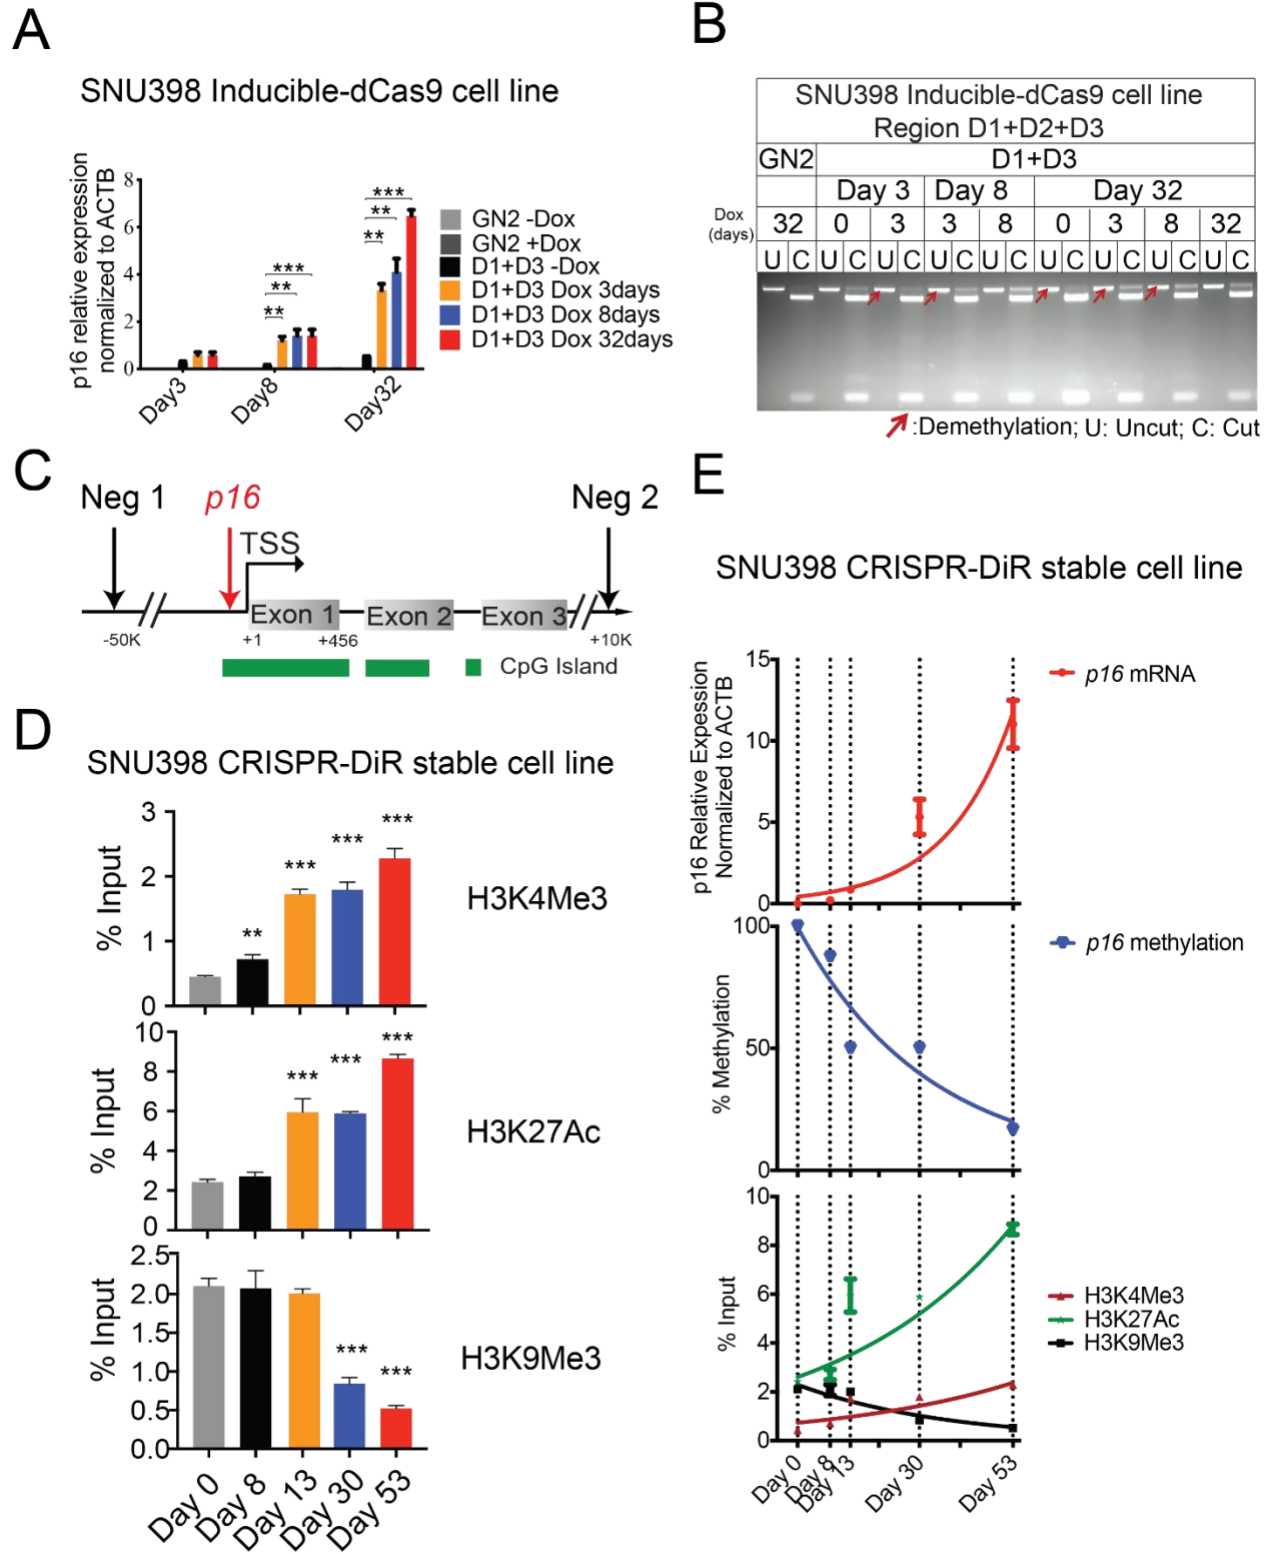 A
SNU398 Inducible-dCas9 cell line
p16 relative expression
normalized to ACTB
8
6
4
2
0
** ** ***
** ** ***
Day3
Day8
Day32
GN2 -Dox
GN2 +Dox
D1+D3 -Dox
D1+D3 Dox 3days
D1+D3 Dox 8days
D1+D3 Dox 32days
B
SNU398 Inducible-dCas9 cell line
Region D1+D2+D3
GN2 D1+D3
Day 3 Day 8 Day 32
Dox
(days)
32 0 3 3 8 0 3 8 32
U C U C U C U C U C U C U C U C U C
:Demethylation; U: Uncut; C: Cut
C
Neg 1 p16 Neg 2
TSS
Exon 1 Exon 2 Exon 3
-50K +1 +456 +10K
CpG Island
D
SNU398 CRISPR-DiR stable cell line
% Input
3
2
1
0
** *** *** ***
H3K4Me3
% Input
10
8
6
4
2
0
*** *** ***
H3K27Ac
% Input
2.5
2.0
1.5
1.0
0.5
0.0
*** ***
H3K9Me3
Day 0
Day 8
Day 13
Day 30
Day 53
E
SNU398 CRISPR-DiR stable cell line
p16 Relative Expession
Normalized to ACTB
15
10
5
0
p16 mRNA
% Methylation
100
50
0
p16 methylation
% Input
10
8
6
4
2
0
H3K4Me3
H3K27Ac
H3K9Me3
Day 0
Day 8
Day 13
Day 30
Day 53